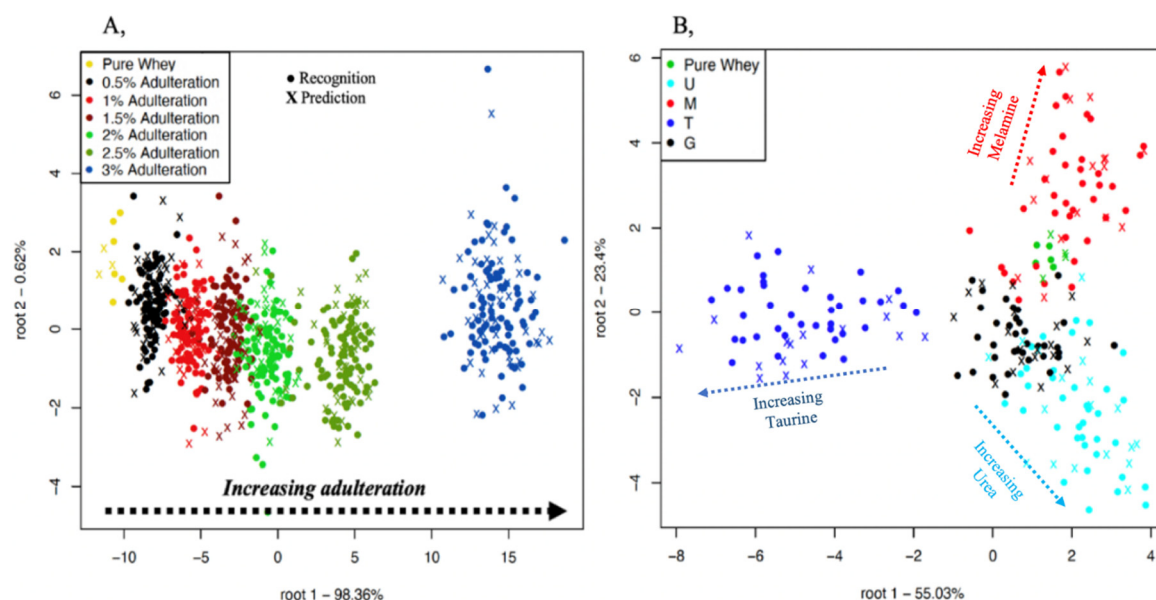 A,
Pure Whey
0.5% Adulteration
1% Adulteration
1.5% Adulteration
2% Adulteration
2.5% Adulteration
3% Adulteration
Recognition
X Prediction
6
4
2
0
−2
−4
root 2 – 0.62%
Increasing adulteration
−10
−5
0
5
10
15
root 1 – 98.36%
B,
Pure Whey
U
M
T
G
6
4
2
0
−2
−4
root 2 – 23.4%
Increasing
Melamine
Increasing
Taurine
Increasing
Urea
−8
−6
−4
−2
0
2
4
root 1 – 55.03%